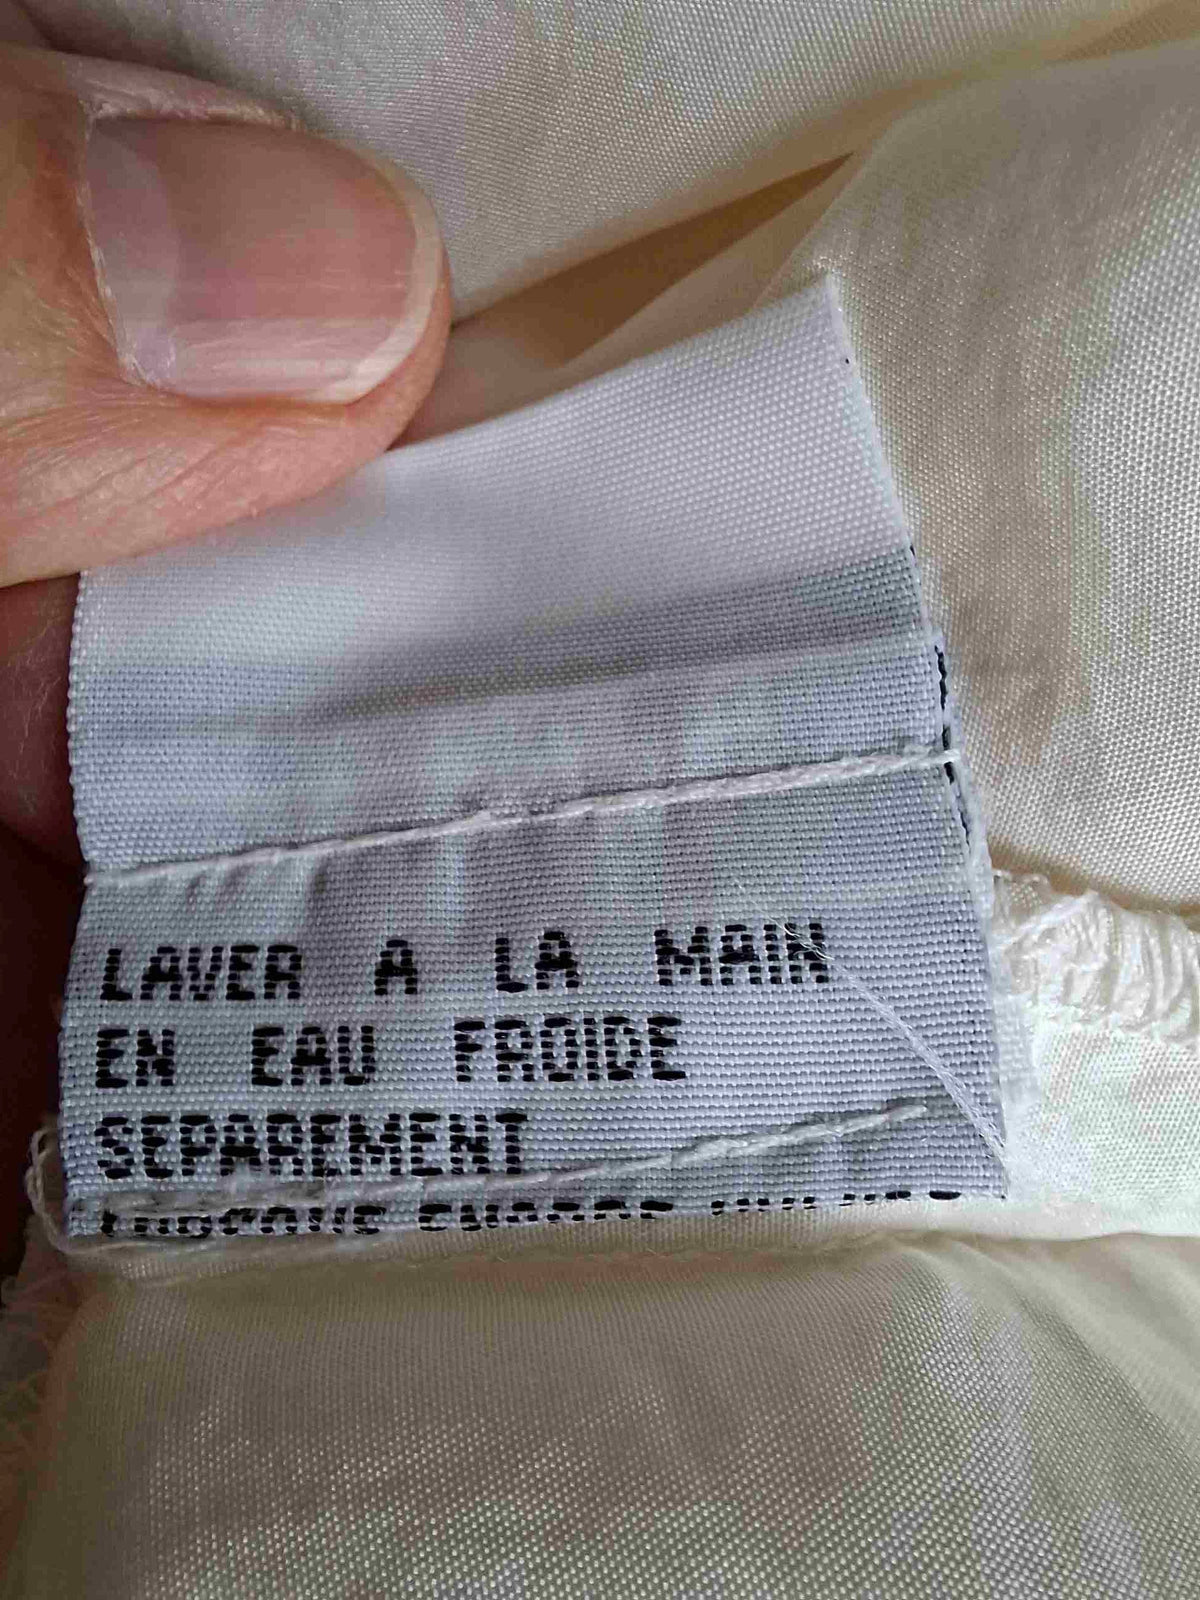 LAVER A LA MAIN
EN EAU FROIDE
SEPAREMENT